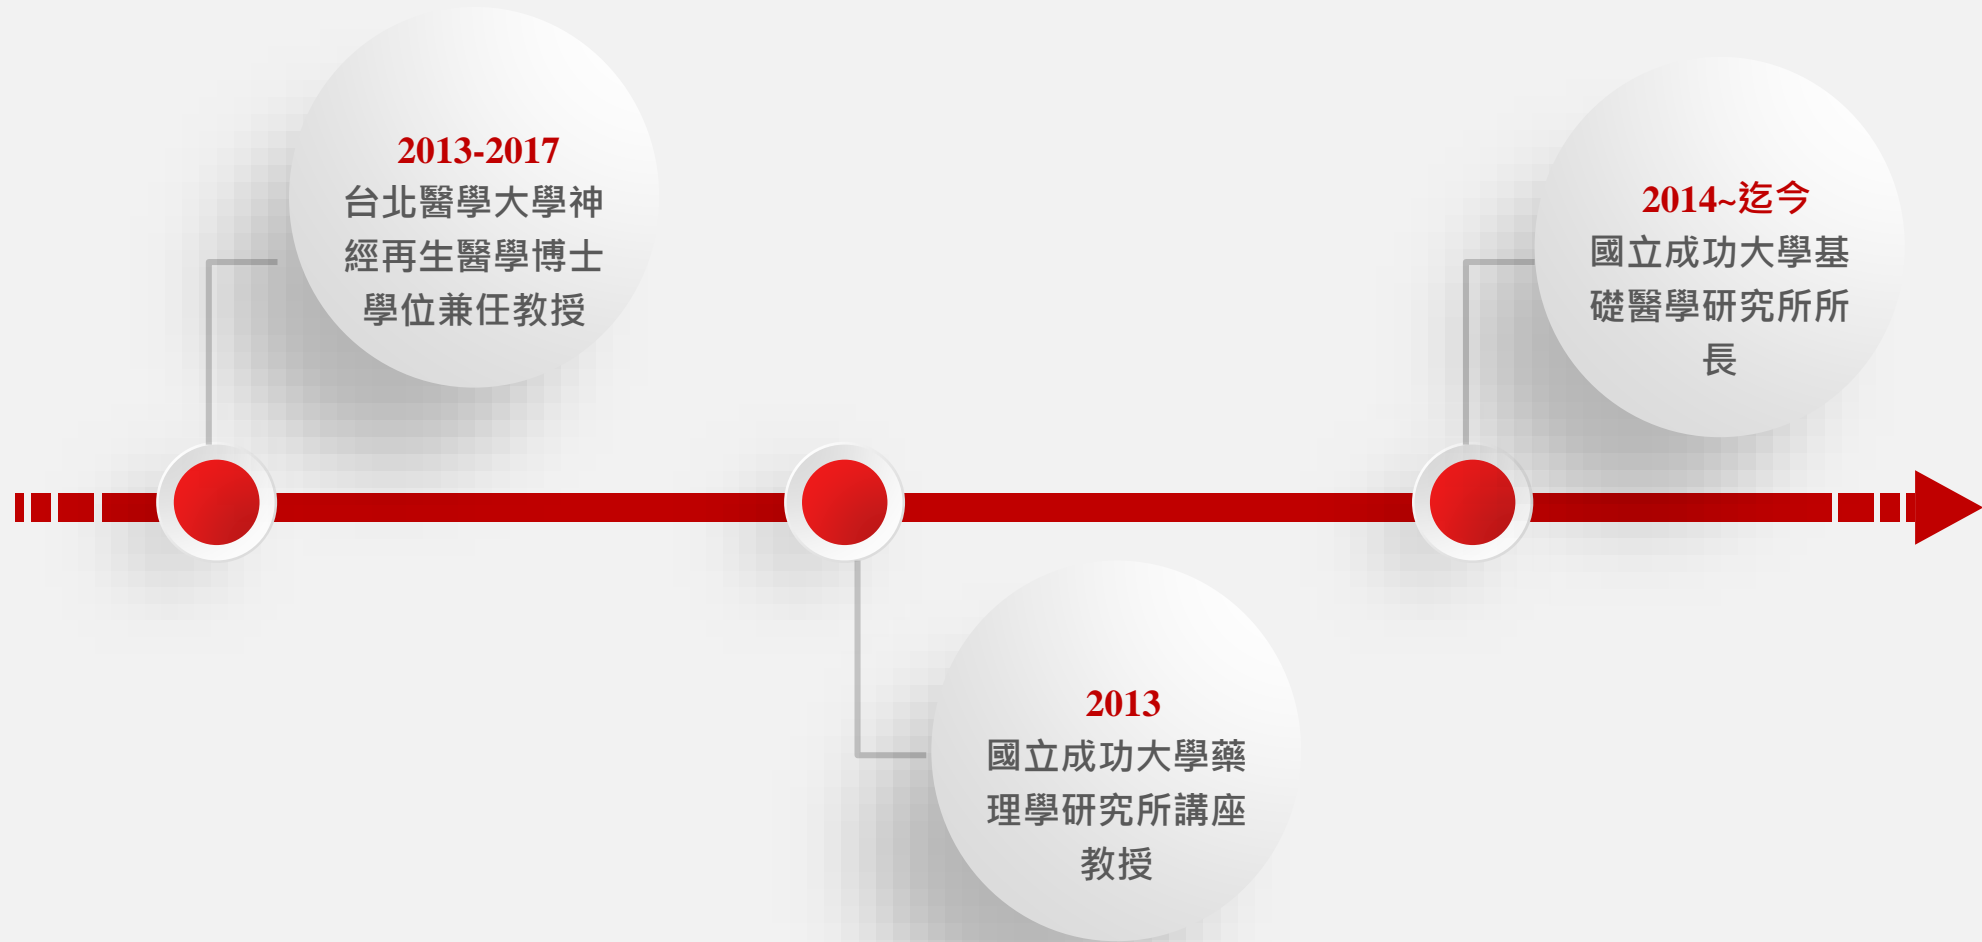 2013-2017
台北醫學大學神
經再生醫學博士
學位兼任教授
2013
國立成功大學藥
理學研究所講座
教授
2014~迄今
國立成功大學基
礎醫學研究所所
長